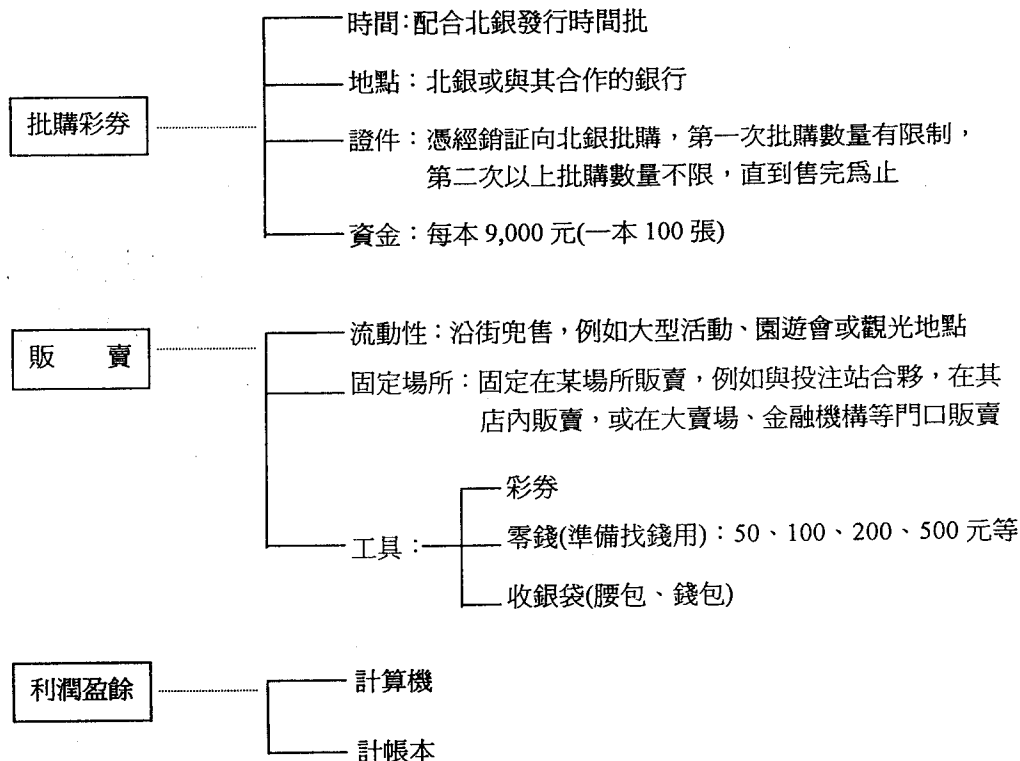 時間:配合北銀發行時間批
地點：北銀或與其合作的銀行
批購彩券
證件：憑經銷証向北銀批購，第一次批購數量有限制，
第二次以上批購數量不限，直到售完爲止
資金：每本 9,000 元(一本 100 張)
販　賣
流動性：沿街兜售，例如大型活動、園遊會或觀光地點
固定場所：固定在某場所販賣，例如與投注站合夥，在其
店內販賣，或在大賣場、金融機構等門口販賣
工具：
彩券
零錢(準備找錢用)：50、100、200、500 元等
收銀袋(腰包、錢包)
利潤盈餘
計算機
計帳本